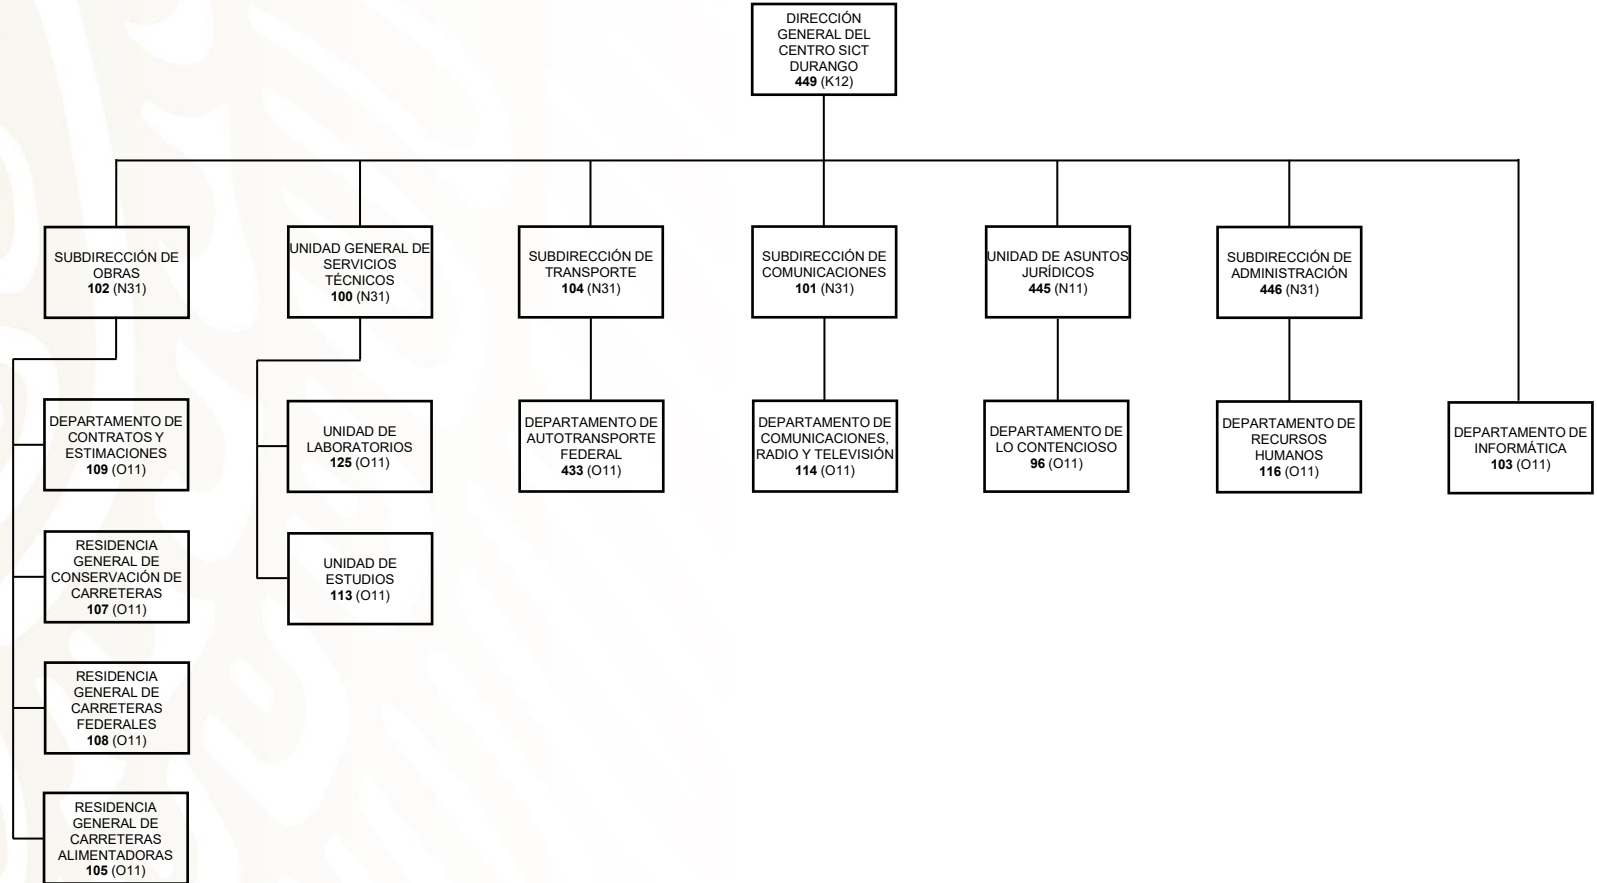 DIRECCIÓN
GENERAL DEL
CENTRO SICT
DURANGO
449 (K12)
SUBDIRECCIÓN DE
OBRAS
102 (N31)
UNIDAD GENERAL DE
SERVICIOS
TÉCNICOS
100 (N31)
SUBDIRECCIÓN DE
TRANSPORTE
104 (N31)
SUBDIRECCIÓN DE
COMUNICACIONES
101 (N31)
UNIDAD DE ASUNTOS
JURÍDICOS
445 (N11)
SUBDIRECCIÓN DE
ADMINISTRACIÓN
446 (N31)
DEPARTAMENTO DE
CONTRATOS Y
ESTIMACIONES
109 (O11)
UNIDAD DE
LABORATORIOS
125 (O11)
DEPARTAMENTO DE
AUTOTRANSPORTE
FEDERAL
433 (O11)
DEPARTAMENTO DE
COMUNICACIONES,
RADIO Y TELEVISIÓN
114 (O11)
DEPARTAMENTO DE
LO CONTENCIOSO
96 (O11)
DEPARTAMENTO DE
RECURSOS
HUMANOS
116 (O11)
DEPARTAMENTO DE
INFORMÁTICA
103 (O11)
RESIDENCIA
GENERAL DE
CONSERVACIÓN DE
CARRETERAS
107 (O11)
UNIDAD DE
ESTUDIOS
113 (O11)
RESIDENCIA
GENERAL DE
CARRETERAS
FEDERALES
108 (O11)
RESIDENCIA
GENERAL DE
CARRETERAS
ALIMENTADORAS
105 (O11)